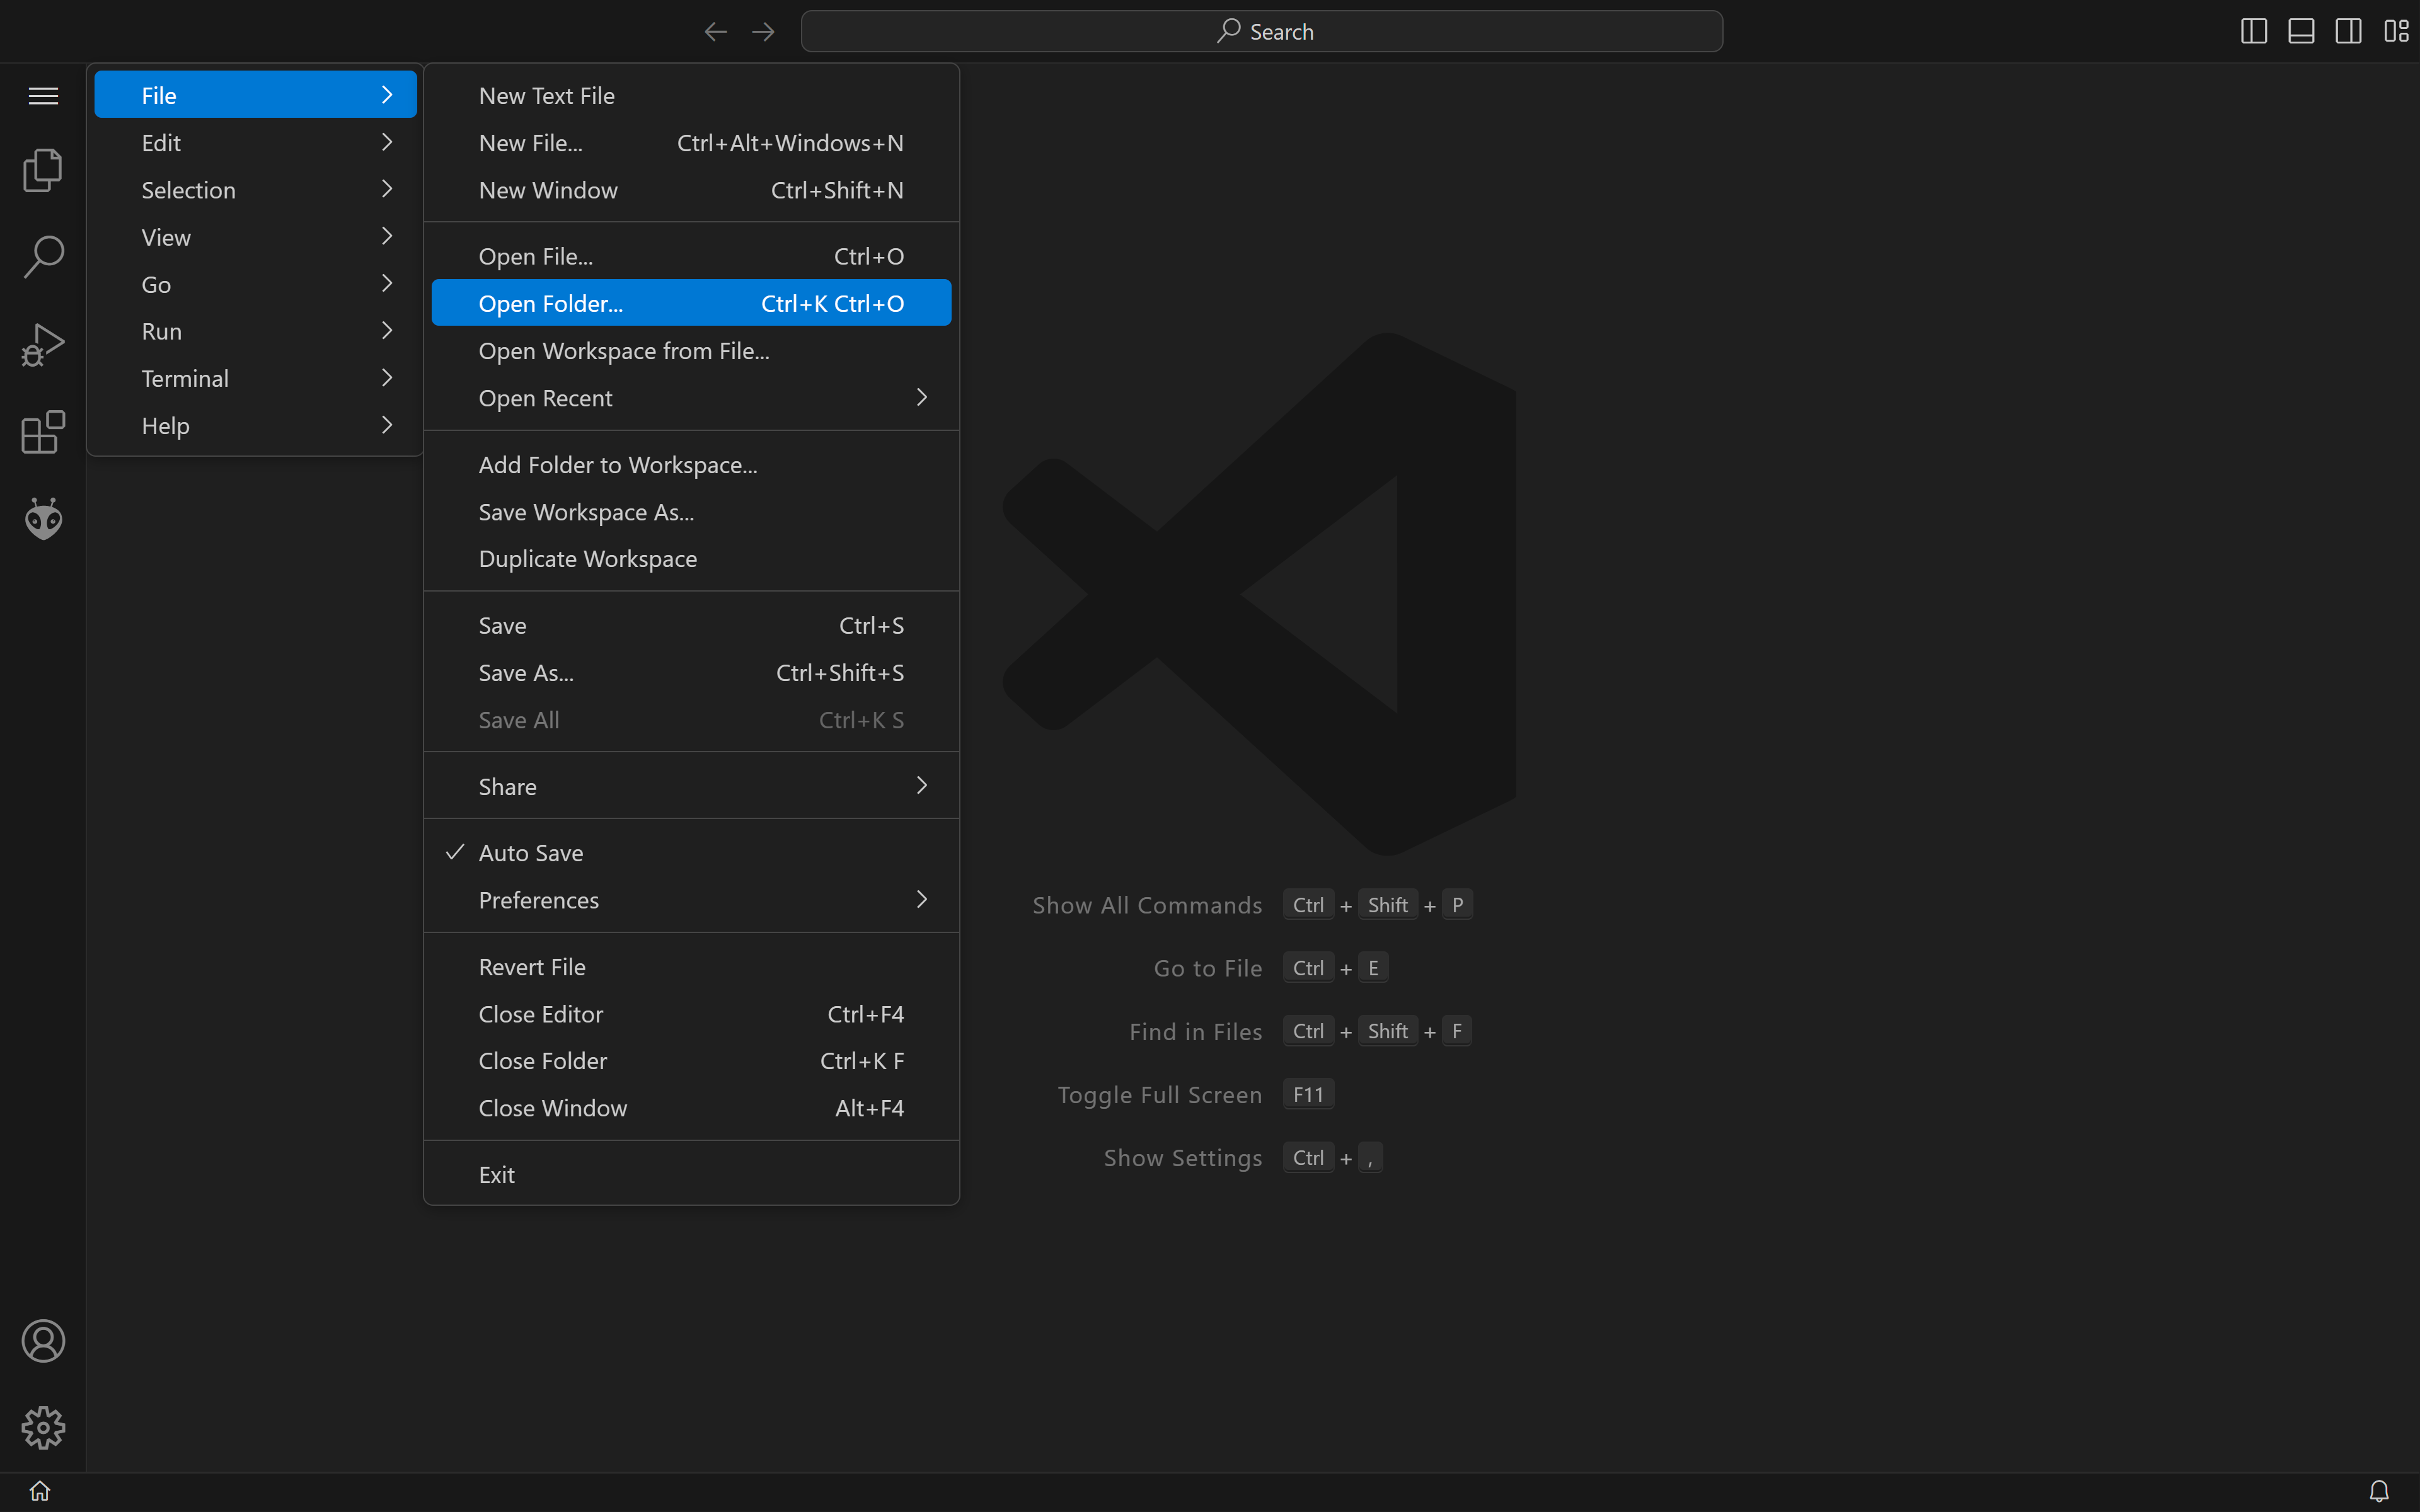 Search
File
Edit
Selection
View
Go
Run
Terminal
Help
New Text File
New File... Ctrl+Alt+Windows+N
New Window Ctrl+Shift+N
Open File... Ctrl+O
Open Folder... Ctrl+K Ctrl+O
Open Workspace from File...
Open Recent
Add Folder to Workspace...
Save Workspace As...
Duplicate Workspace
Save Ctrl+S
Save As... Ctrl+Shift+S
Save All Ctrl+K S
Share
Auto Save
Preferences
Revert File
Close Editor Ctrl+F4
Close Folder Ctrl+K F
Close Window Alt+F4
Exit
Show All Commands Ctrl + Shift + P
Go to File Ctrl + E
Find in Files Ctrl + Shift + F
Toggle Full Screen F11
Show Settings Ctrl + ,